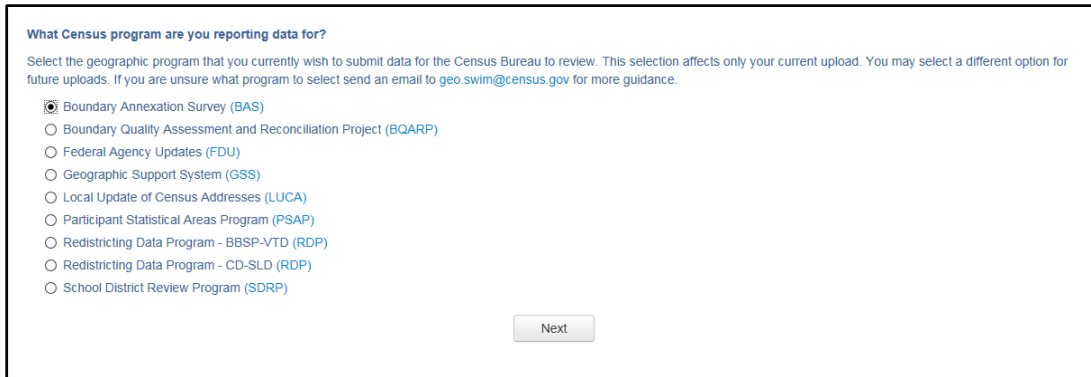 What Census program are you reporting data for?
Select the geographic program that you currently wish to submit data for the Census Bureau to review. This selection affects only your current upload. You may select a different option for
future uploads. If you are unsure what program to select send an email to geo.swim@census.gov for more guidance.
Boundary Annexation Survey (BAS)
Boundary Quality Assessment and Reconciliation Project (BQARP)
Federal Agency Updates (FDU)
Geographic Support System (GSS)
Local Update of Census Addresses (LUCA)
Participant Statistical Areas Program (PSAP)
Redistricting Data Program - BBSP-VTD (RDP)
Redistricting Data Program - CD-SLD (RDP)
School District Review Program (SDRP)
Next